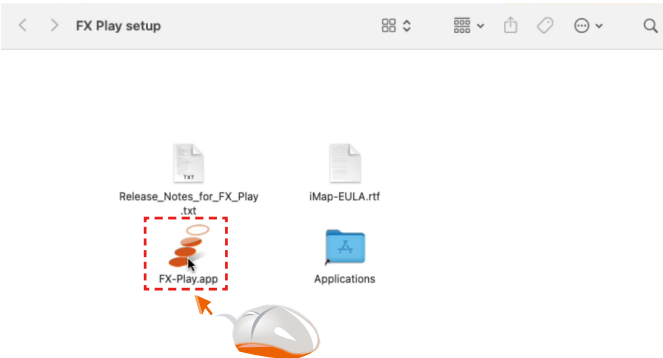 FX Play setup
TXT
Release_Notes_for_FX_Play
.txt
iMap-EULA.rtf
FX-Play.app
Applications